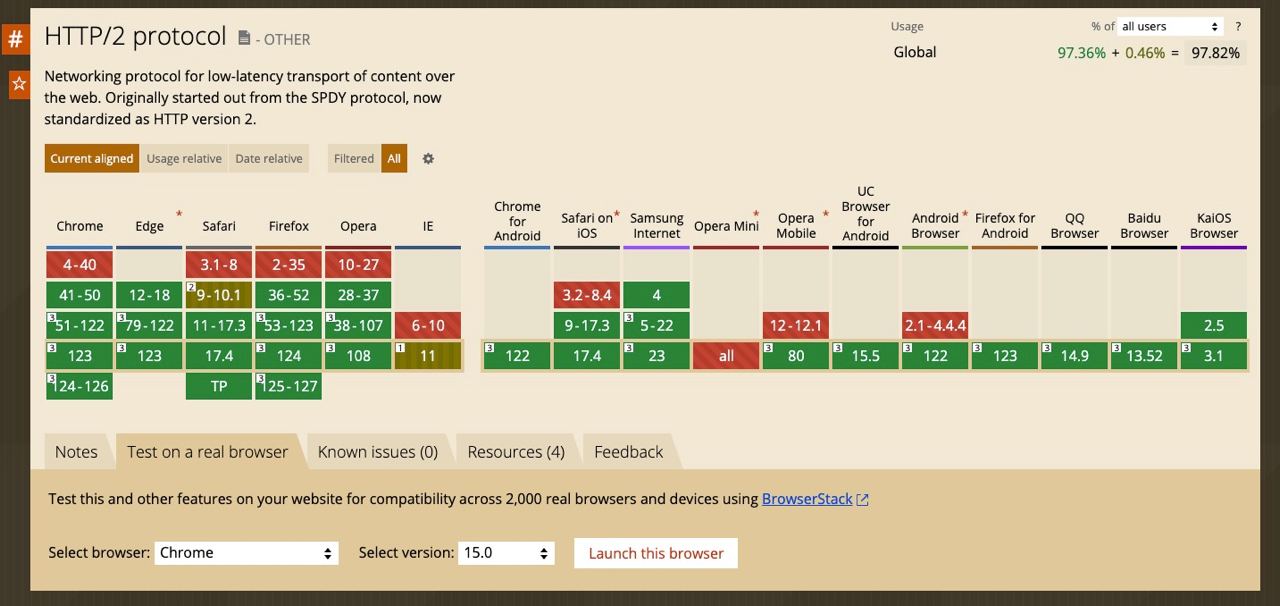 #
HTTP/2 protocol - OTHER
Usage % of all users ?
Global 97.36% + 0.46% = 97.82%
Networking protocol for low-latency transport of content over
the web. Originally started out from the SPDY protocol, now
standardized as HTTP version 2.
Current aligned Usage relative Date relative Filtered All
Chrome Edge * Safari Firefox Opera IE Chrome for Android Safari on iOS * Samsung Internet Opera Mini * Opera Mobile * UC Browser for Android Android Browser * Firefox for Android QQ Browser Baidu Browser KaiOS Browser
4-40 3.1-8 2-35 10-27
41-50 12-18 2 9-10.1 36-52 28-37 3.2-8.4 4
3 51-122 3 79-122 11-17.3 3 53-123 3 38-107 6-10 9-17.3 3 5-22 12-12.1 2.1-4.4.4 2.5
3 123 3 123 17.4 3 124 3 108 1 11 3 122 17.4 3 23 all 3 80 3 15.5 3 122 3 123 3 14.9 3 13.52 3 3.1
3 124-126 TP 3 125-127
Notes Test on a real browser Known issues (0) Resources (4) Feedback
Test this and other features on your website for compatibility across 2,000 real browsers and devices using BrowserStack
Select browser: Chrome Select version: 15.0 Launch this browser